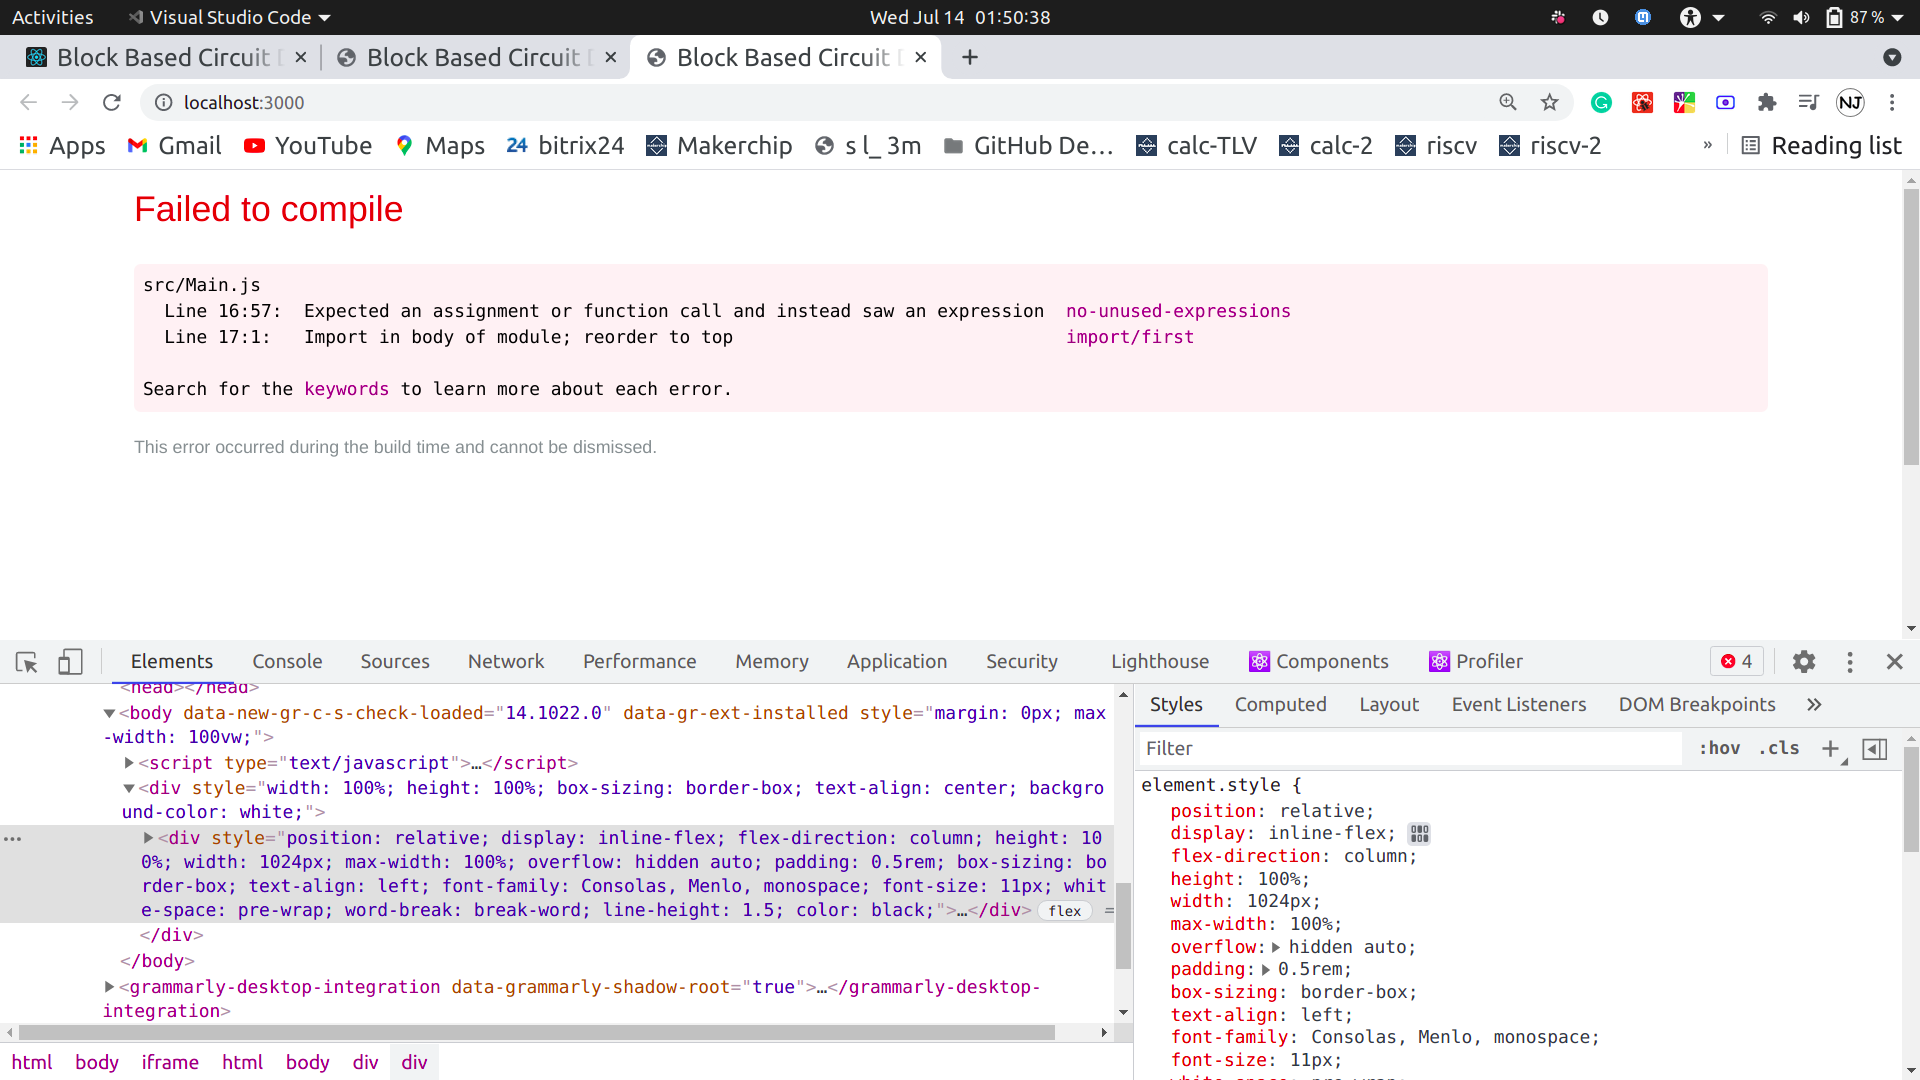 Activities Visual Studio Code Wed Jul 14 01:50:38 87 %
Block Based Circuit Block Based Circuit Block Based Circuit
localhost:3000 NJ
Apps Gmail YouTube Maps 24 bitrix24 Makerchip s l_ 3m GitHub De... calc-TLV calc-2 riscv riscv-2 » Reading list
Failed to compile
src/Main.js
Line 16:57: Expected an assignment or function call and instead saw an expression no-unused-expressions
Line 17:1: Import in body of module; reorder to top import/first
Search for the keywords to learn more about each error.
This error occurred during the build time and cannot be dismissed.
Elements Console Sources Network Performance Memory Application Security Lighthouse Components Profiler 4
<head></head>
<body data-new-gr-c-s-check-loaded="14.1022.0" data-gr-ext-installed style="margin: 0px; max
-width: 100vw;">
<script type="text/javascript">…</script>
<div style="width: 100%; height: 100%; box-sizing: border-box; text-align: center; backgro
und-color: white;">
<div style="position: relative; display: inline-flex; flex-direction: column; height: 10
0%; width: 1024px; max-width: 100%; overflow: hidden auto; padding: 0.5rem; box-sizing: bo
rder-box; text-align: left; font-family: Consolas, Menlo, monospace; font-size: 11px; whit
e-space: pre-wrap; word-break: break-word; line-height: 1.5; color: black;">…</div> flex =
</div>
</body>
<grammarly-desktop-integration data-grammarly-shadow-root="true">…</grammarly-desktop-
integration>
html body iframe html body div div
Styles Computed Layout Event Listeners DOM Breakpoints »
Filter :hov .cls +
element.style {
position: relative;
display: inline-flex;
flex-direction: column;
height: 100%;
width: 1024px;
max-width: 100%;
overflow: hidden auto;
padding: 0.5rem;
box-sizing: border-box;
text-align: left;
font-family: Consolas, Menlo, monospace;
font-size: 11px;